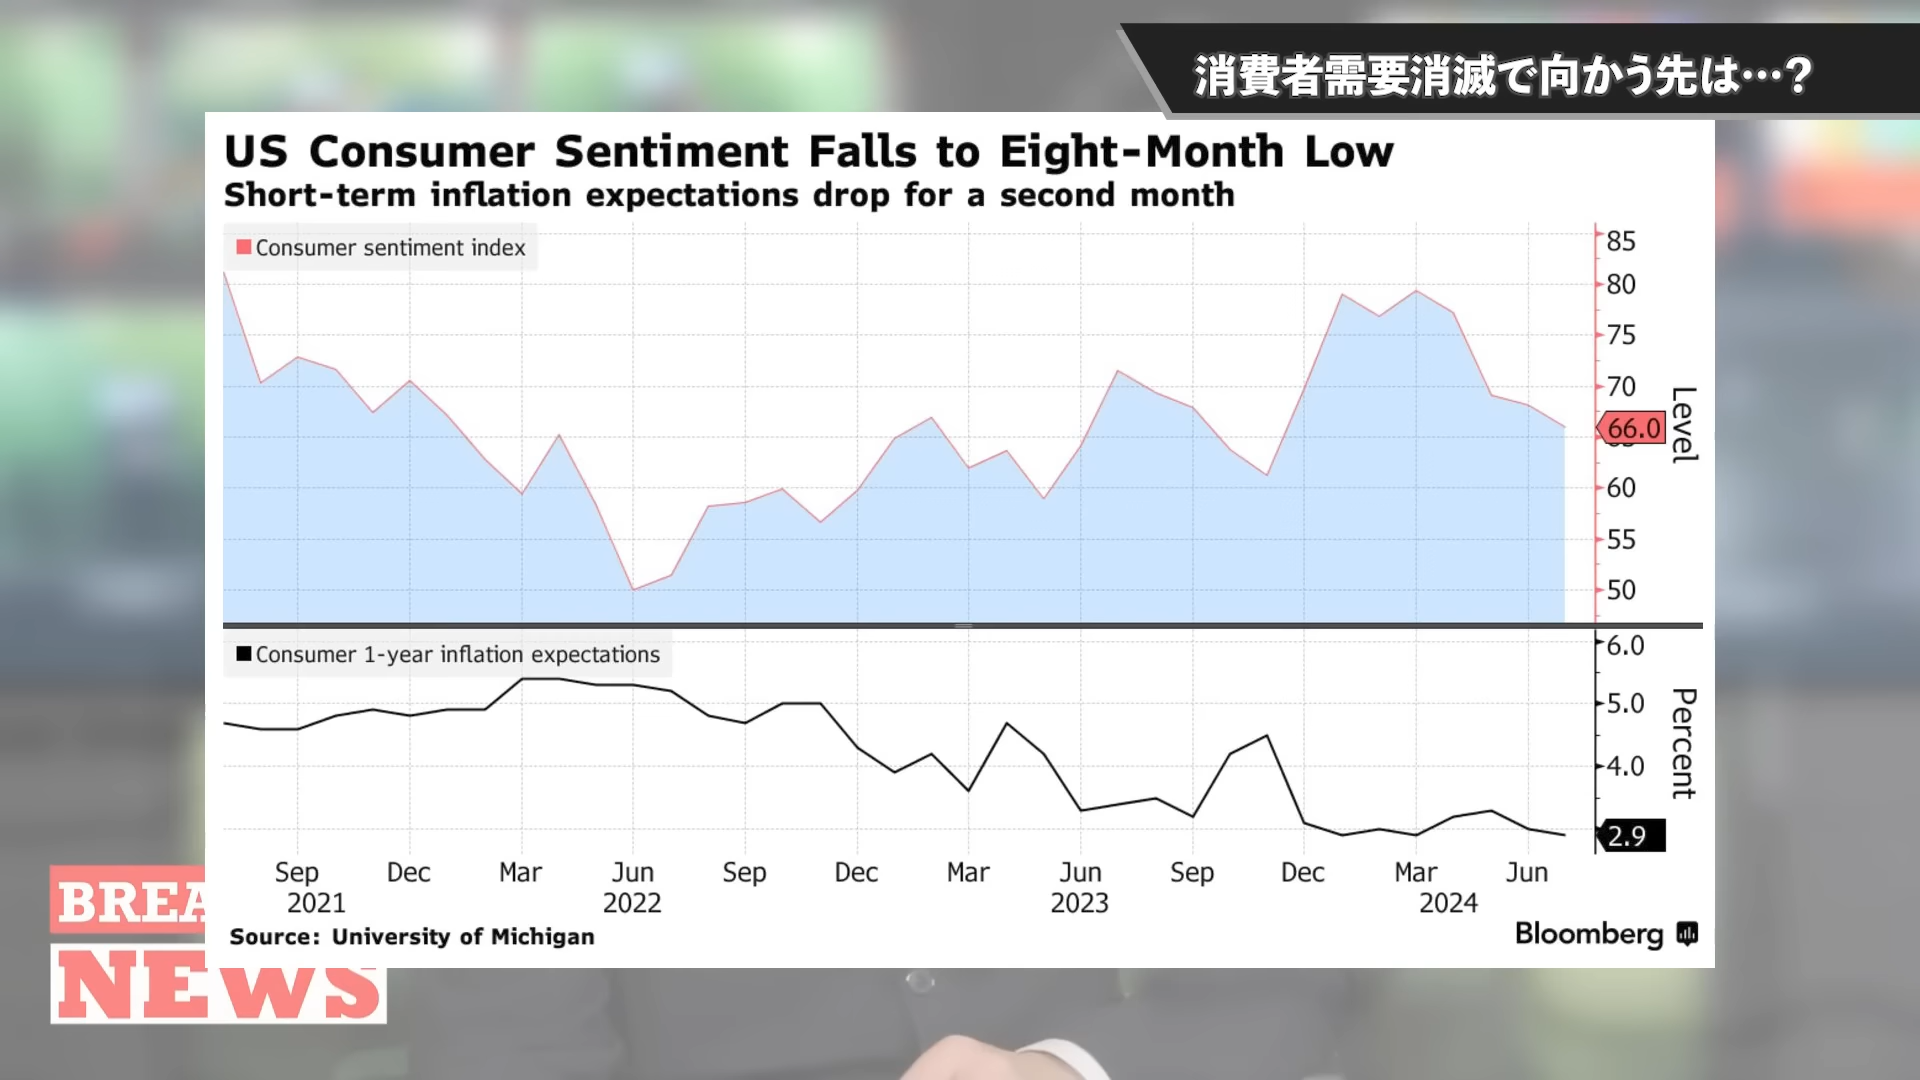 消費者需要消滅で向かう先は…？
US Consumer Sentiment Falls to Eight-Month Low
Short-term inflation expectations drop for a second month
Consumer sentiment index
85
80
75
70
66.0
60
55
50
Level
Consumer 1-year inflation expectations
6.0
5.0
4.0
2.9
Percent
Sep Dec Mar Jun Sep Dec Mar Jun Sep Dec Mar Jun
2021 2022 2023 2024
Source: University of Michigan
Bloomberg
BREA
NEWS